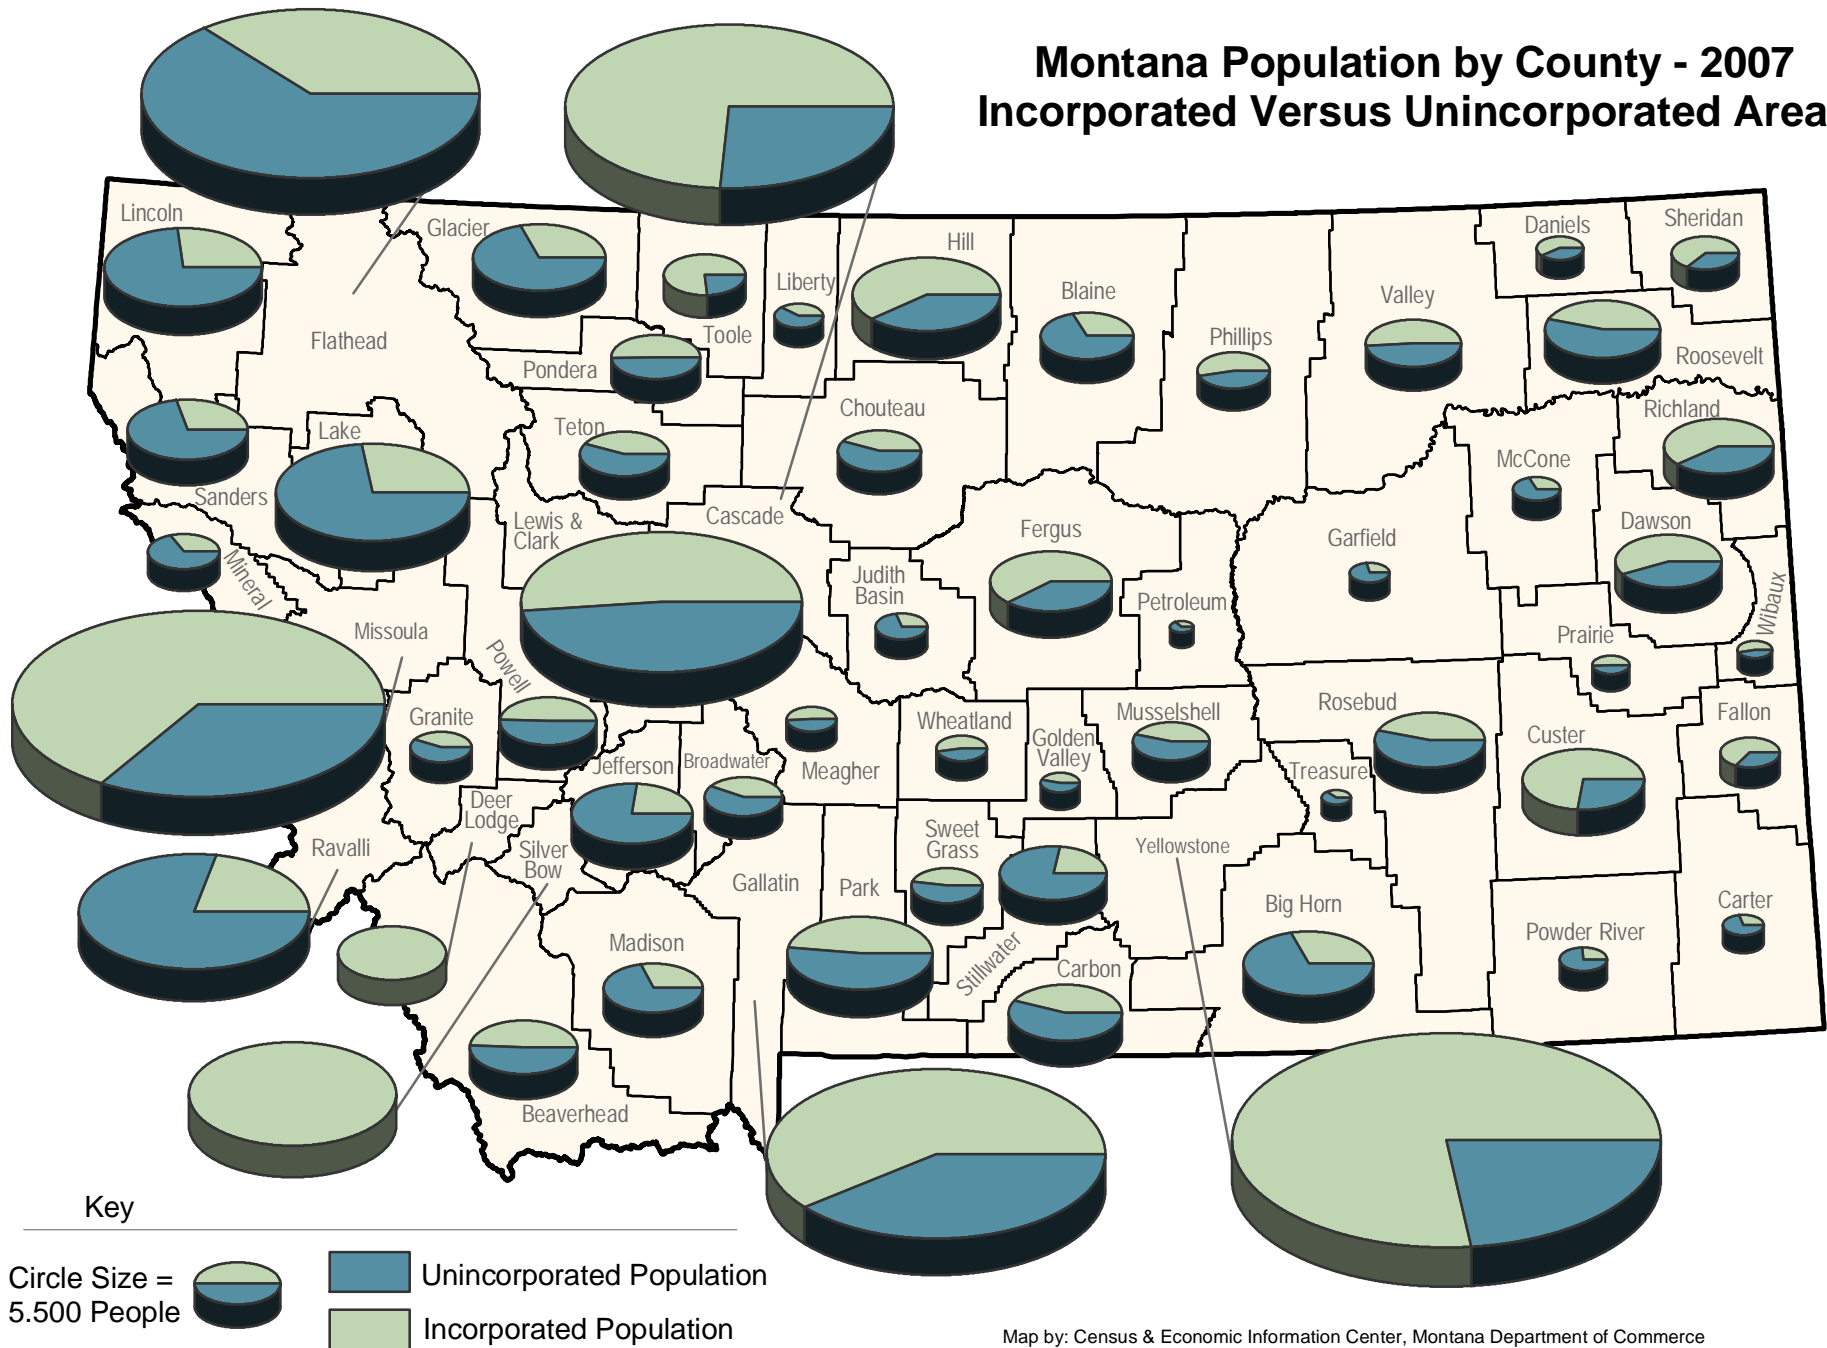 Montana Population by County - 2007
Incorporated Versus Unincorporated Area
Lincoln
Glacier
Flathead
Toole
Liberty
Hill
Blaine
Phillips
Valley
Daniels
Sheridan
Roosevelt
Pondera
Teton
Chouteau
Lake
Sanders
Mineral
Lewis &
Clark
Cascade
Fergus
Judith
Basin
Petroleum
Garfield
McCone
Richland
Dawson
Wibaux
Prairie
Missoula
Powell
Granite
Deer
Lodge
Jefferson
Broadwater
Meagher
Wheatland
Golden
Valley
Musselshell
Rosebud
Treasure
Custer
Fallon
Ravalli
Silver
Bow
Gallatin
Park
Sweet
Grass
Stillwater
Yellowstone
Big Horn
Powder River
Carter
Madison
Carbon
Beaverhead
Key
Circle Size =
5.500 People
Unincorporated Population
Incorporated Population
Map by: Census & Economic Information Center, Montana Department of Commerce